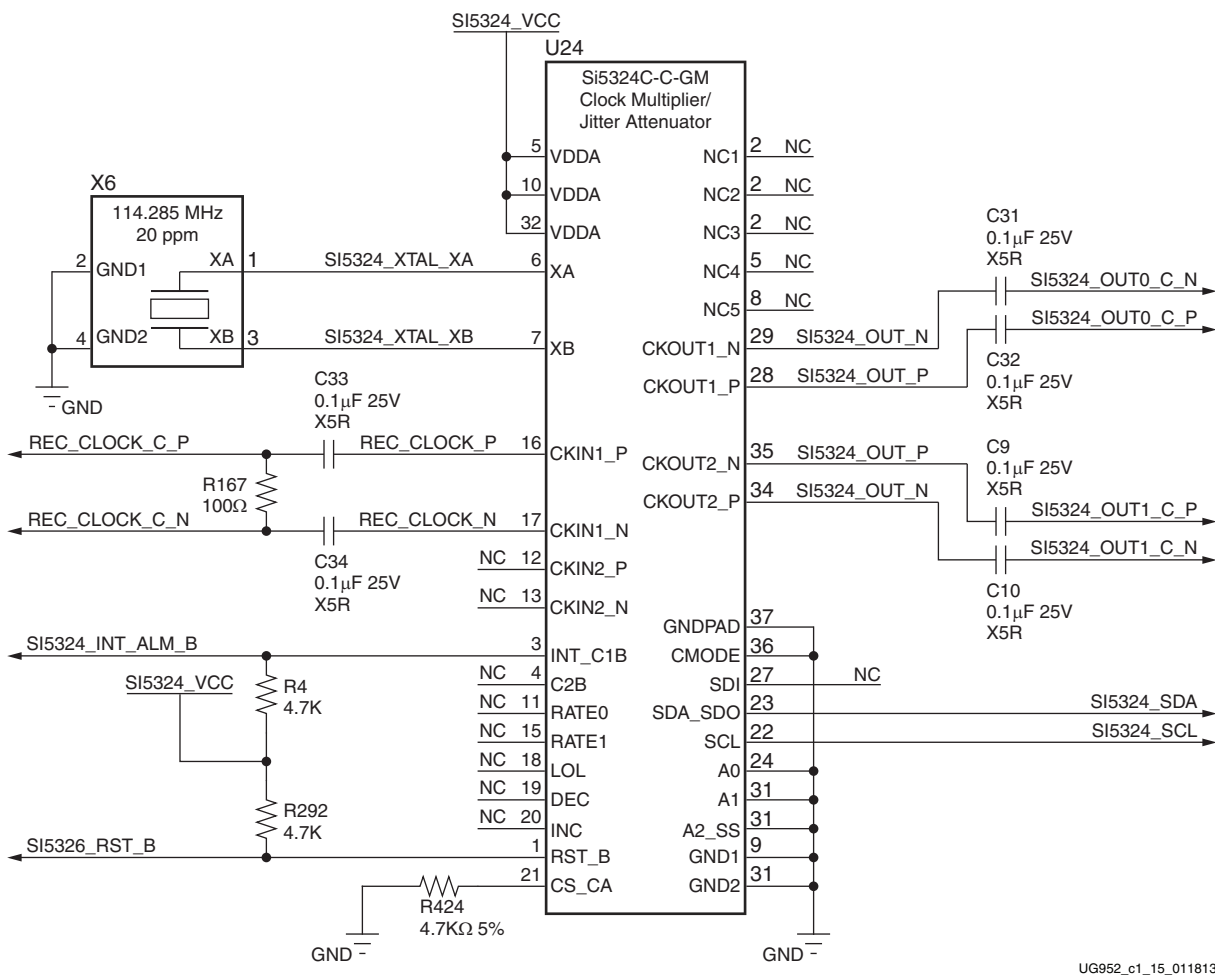 SI5324_VCC
U24
Si5324C-C-GM
Clock Multiplier/
Jitter Attenuator
5 VDDA
10 VDDA
32 VDDA
6 XA
7 XB
16 CKIN1_P
17 CKIN1_N
NC 12 CKIN2_P
NC 13 CKIN2_N
3 INT_C1B
NC 4 C2B
NC 11 RATE0
NC 15 RATE1
NC 18 LOL
NC 19 DEC
NC 20 INC
1 RST_B
21 CS_CA
NC1 2 NC
NC2 2 NC
NC3 2 NC
NC4 5 NC
NC5 8 NC
CKOUT1_N 29 SI5324_OUT_N
CKOUT1_P 28 SI5324_OUT_P
CKOUT2_N 35 SI5324_OUT_P
CKOUT2_P 34 SI5324_OUT_N
GNDPAD 37
CMODE 36
SDI 27 NC
SDA_SDO 23 SI5324_SDA
SCL 22 SI5324_SCL
A0 24
A1 31
A2_SS 31
GND1 9
GND2 31
GND
X6
114.285 MHz
20 ppm
2 GND1
XA 1 SI5324_XTAL_XA
4 GND2
XB 3 SI5324_XTAL_XB
GND
C33
0.1µF 25V
X5R
REC_CLOCK_C_P
REC_CLOCK_P
R167
100Ω
REC_CLOCK_C_N
REC_CLOCK_N
C34
0.1µF 25V
X5R
SI5324_INT_ALM_B
SI5324_VCC
R4
4.7K
R292
4.7K
SI5326_RST_B
R424
4.7KΩ 5%
GND
C31
0.1µF 25V
X5R
SI5324_OUT0_C_N
SI5324_OUT0_C_P
C32
0.1µF 25V
X5R
C9
0.1µF 25V
X5R
SI5324_OUT1_C_P
SI5324_OUT1_C_N
C10
0.1µF 25V
X5R
UG952_c1_15_011813